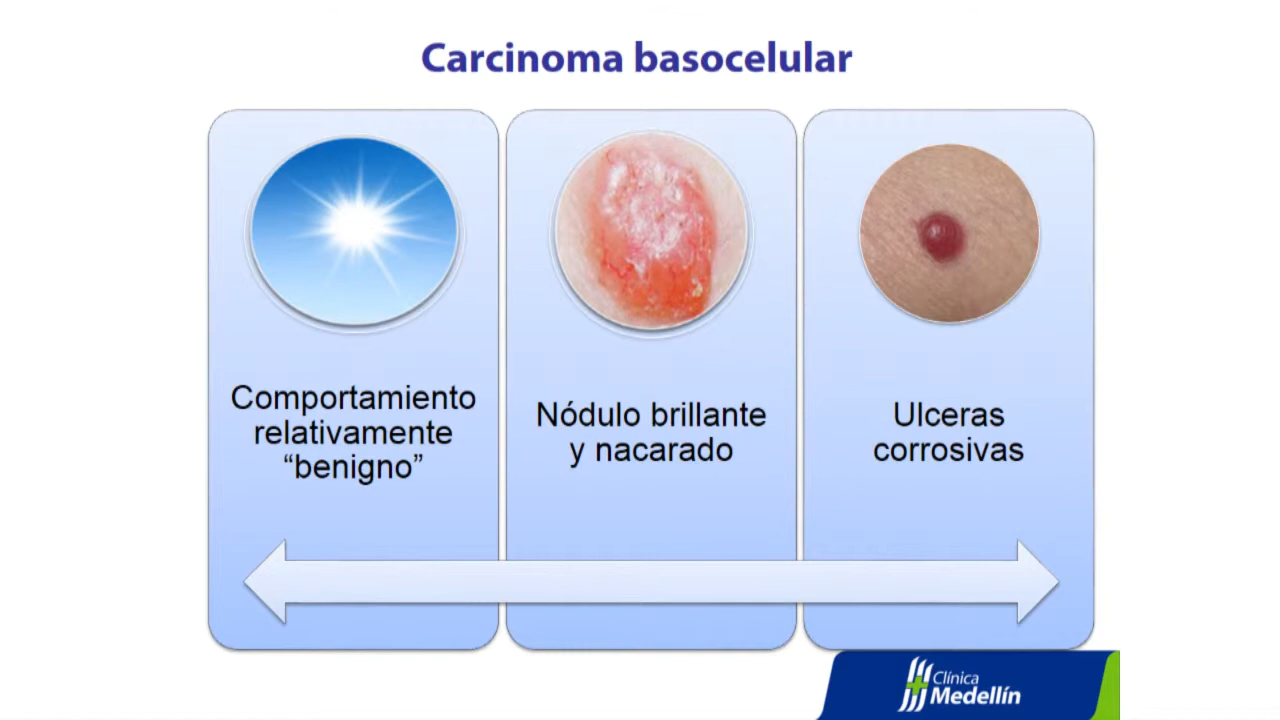 Carcinoma basocelular
Comportamiento
relativamente
“benigno”
Nódulo brillante
y nacarado
Ulceras
corrosivas
Clínica
Medellín